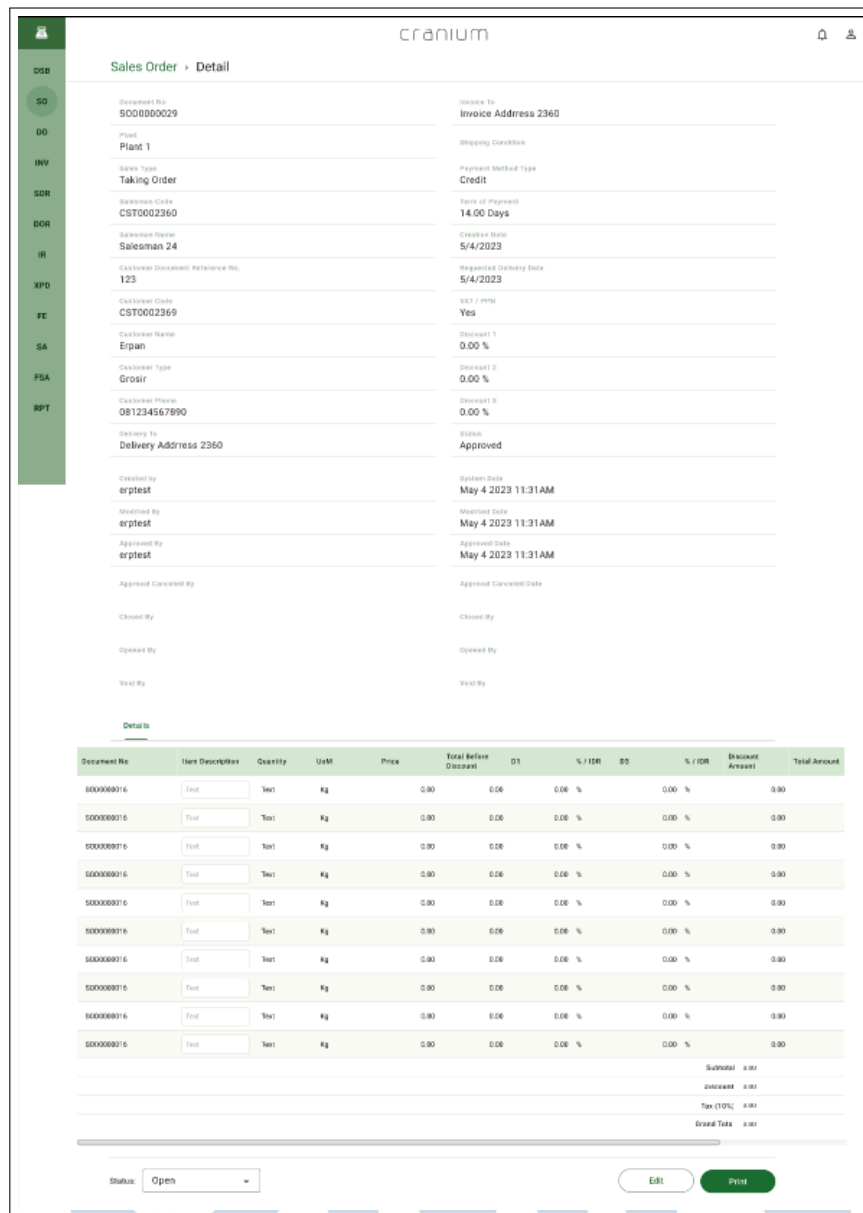 cranium
DSB
SO
DO
INV
SOR
DOR
IR
XPD
FE
SA
FSA
RPT
Sales Order › Detail
Document No
SO00000029
Plant
Plant 1
Sales Type
Taking Order
Salesman Code
CST0002360
Salesman Name
Salesman 24
Customer Document Reference No.
123
Customer Code
CST0002369
Customer Name
Erpan
Customer Type
Grosir
Customer Phone
081234567890
Delivery To
Delivery Addrress 2360
Created by
erptest
Modified By
erptest
Approved By
erptest
Approval Canceled By
Closed By
Opened By
Void By
Invoice To
Invoice Addrress 2360
Shipping Condition
Payment Method Type
Credit
Term of Payment
14.00 Days
Creation Date
5/4/2023
Requested Delivery Date
5/4/2023
VAT / PPN
Yes
Discount 1
0.00 %
Discount 2
0.00 %
Discount 3
0.00 %
Status
Approved
System Date
May 4 2023 11:31AM
Modified Date
May 4 2023 11:31AM
Approved Date
May 4 2023 11:31AM
Approval Canceled Date
Closed By
Opened By
Void By
Details
Document No Item Description Quantity UoM Price Total Before Discount D1 % / IDR D3 % / IDR Discount Amount Total Amount
SO00000016 Text Text Kg 0.00 0.00 0.00 % 0.00 % 0.00
SO00000016 Text Text Kg 0.00 0.00 0.00 % 0.00 % 0.00
SO00000016 Text Text Kg 0.00 0.00 0.00 % 0.00 % 0.00
SO00000016 Text Text Kg 0.00 0.00 0.00 % 0.00 % 0.00
SO00000016 Text Text Kg 0.00 0.00 0.00 % 0.00 % 0.00
SO00000016 Text Text Kg 0.00 0.00 0.00 % 0.00 % 0.00
SO00000016 Text Text Kg 0.00 0.00 0.00 % 0.00 % 0.00
SO00000016 Text Text Kg 0.00 0.00 0.00 % 0.00 % 0.00
SO00000016 Text Text Kg 0.00 0.00 0.00 % 0.00 % 0.00
SO00000016 Text Text Kg 0.00 0.00 0.00 % 0.00 % 0.00
Subtotal 0.00
Discount 0.00
Tax (10%) 0.00
Grand Tota 0.00
Status: Open
Edit
Print